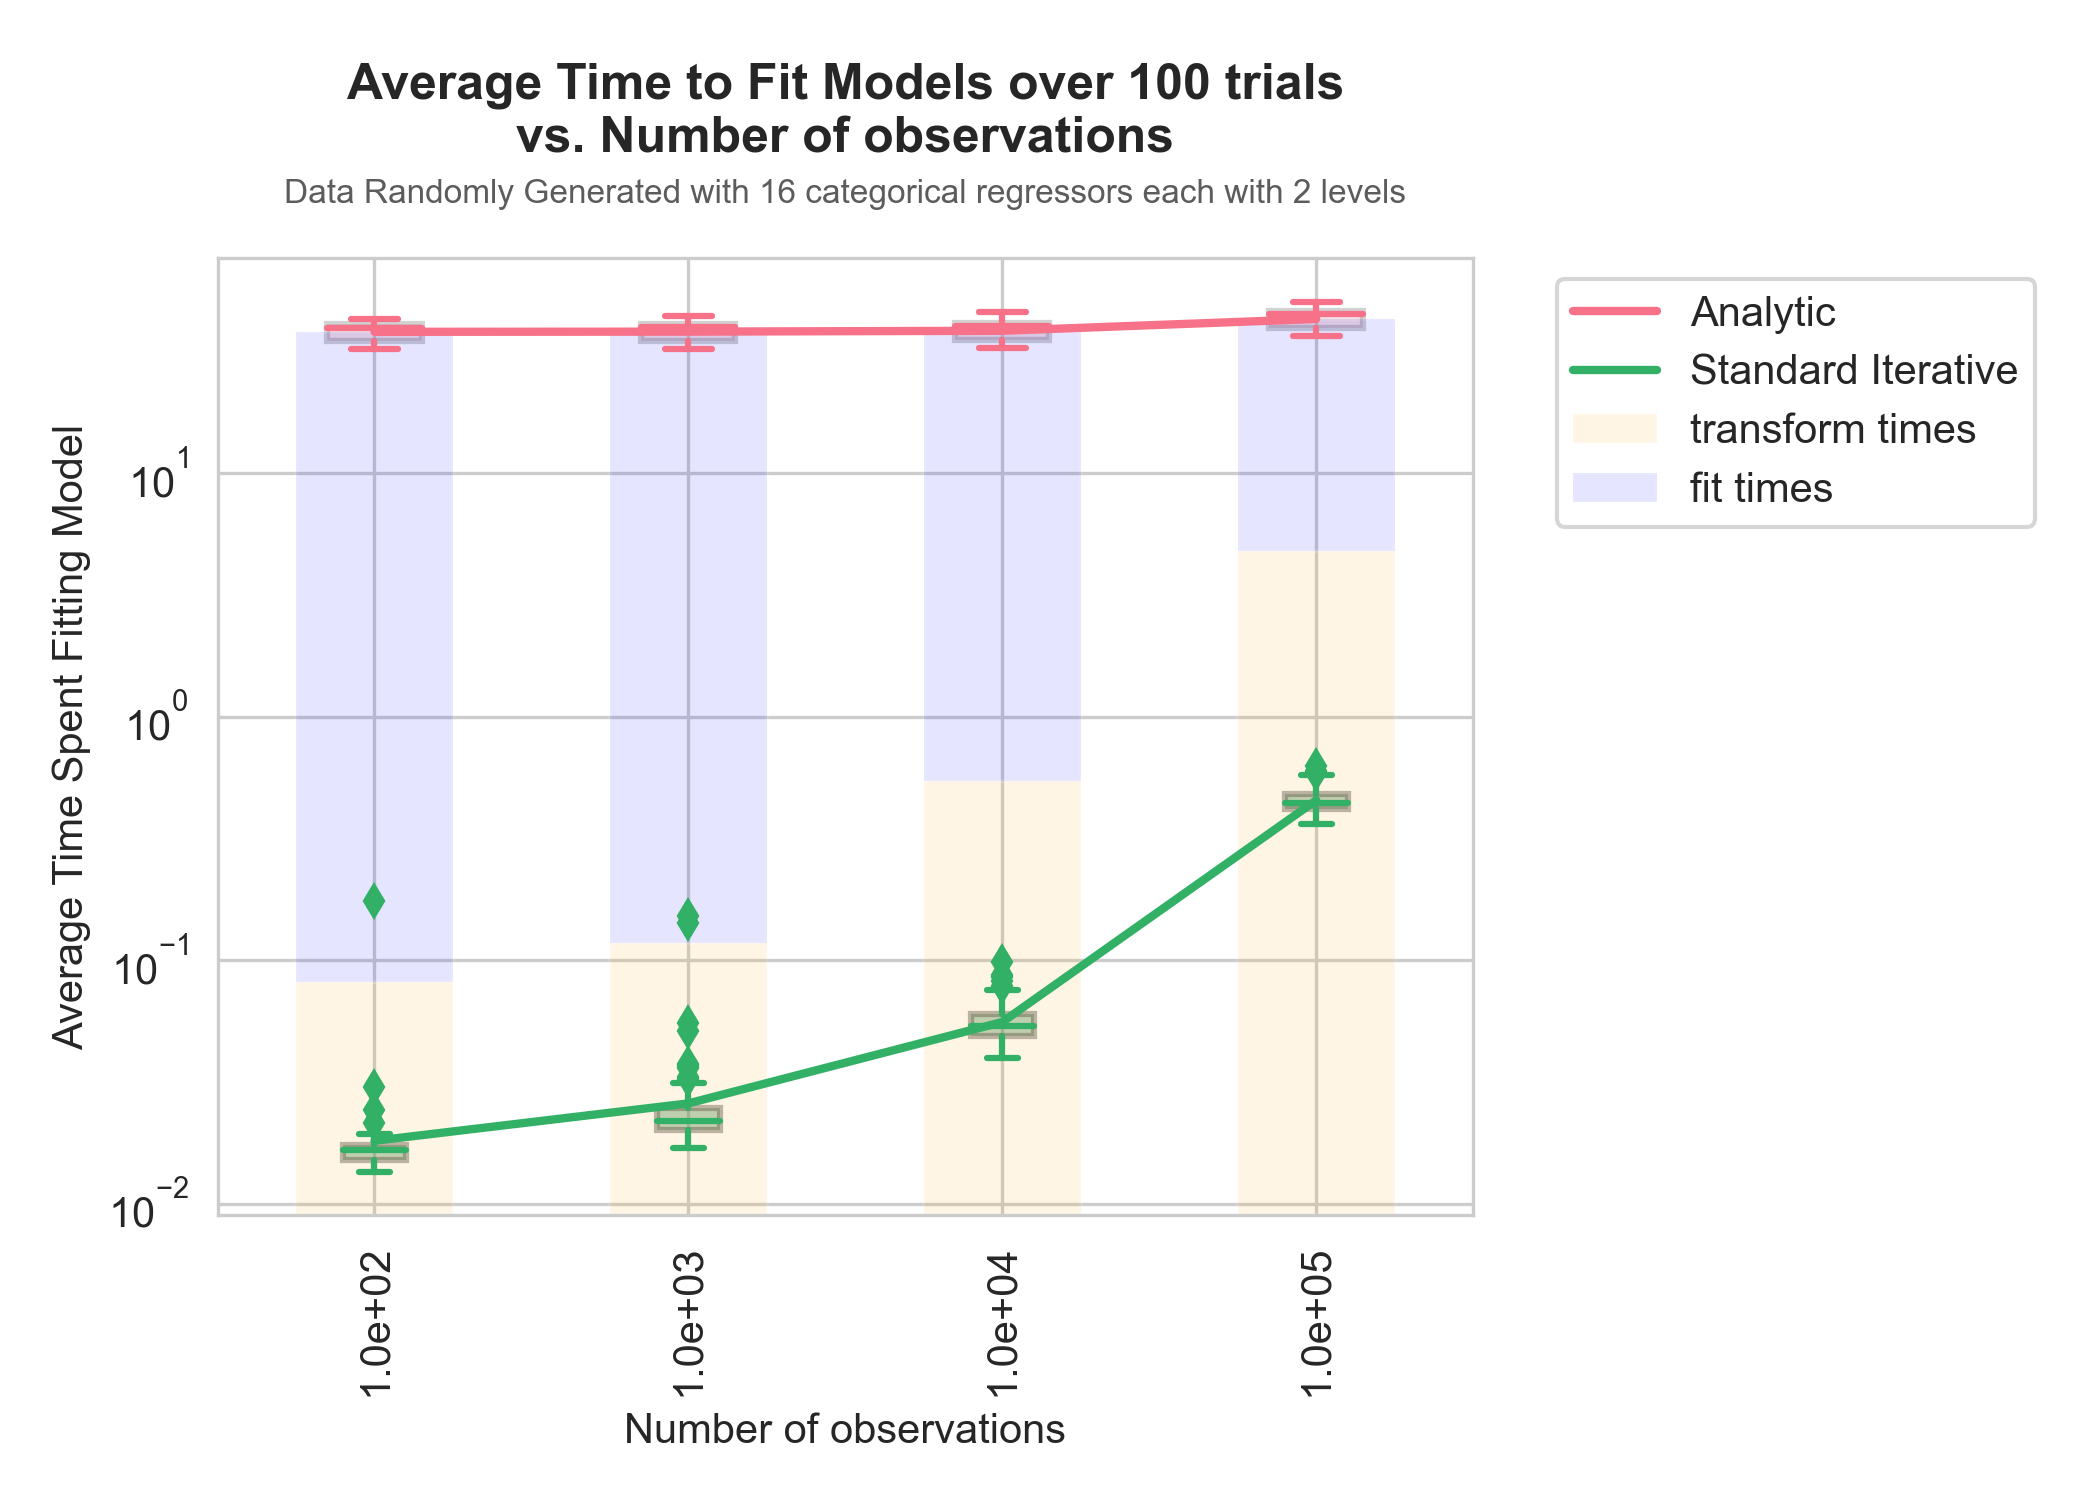 Average Time to Fit Models over 100 trials
vs. Number of observations
Data Randomly Generated with 16 categorical regressors each with 2 levels
Analytic
Standard Iterative
transform times
fit times
Average Time Spent Fitting Model
10^1
10^0
10^−1
10^−2
1.0e+02
1.0e+03
1.0e+04
1.0e+05
Number of observations